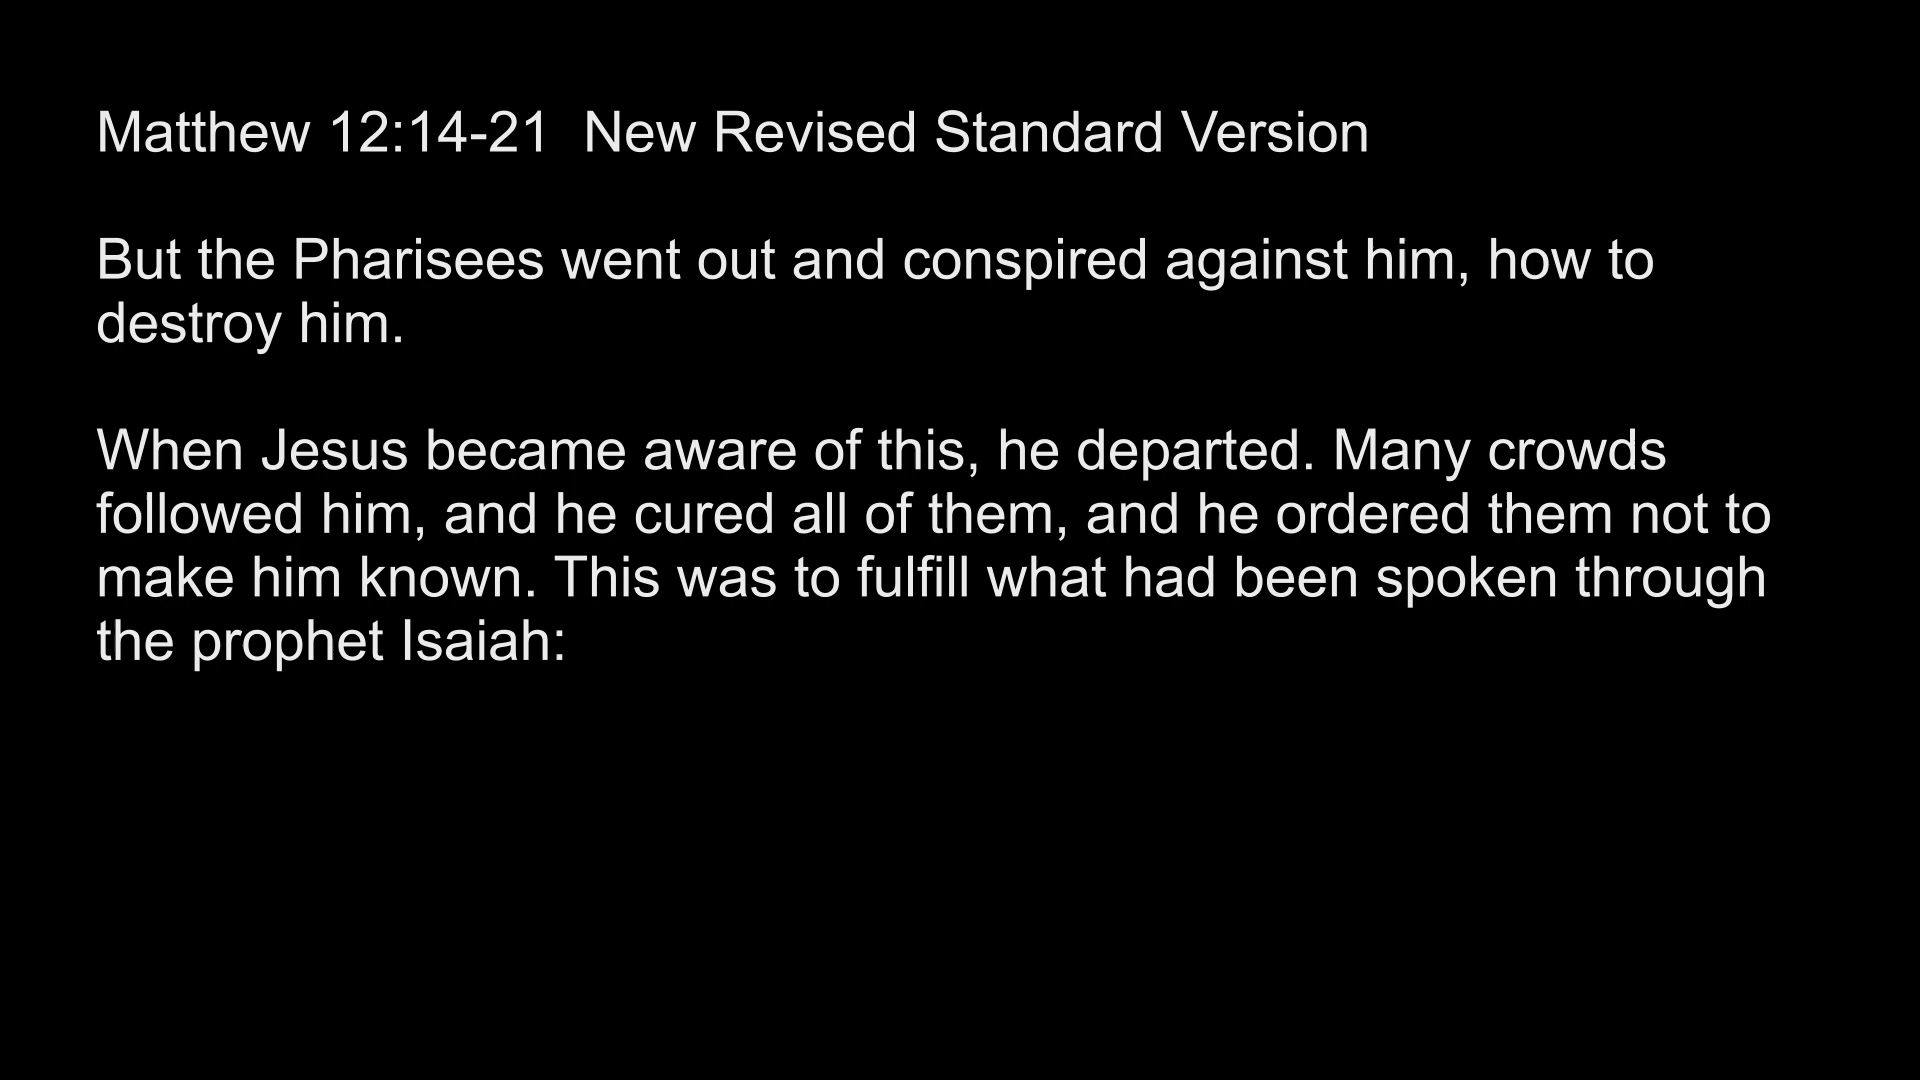 Matthew 12:14-21  New Revised Standard Version
But the Pharisees went out and conspired against him, how to
destroy him.
When Jesus became aware of this, he departed. Many crowds
followed him, and he cured all of them, and he ordered them not to
make him known. This was to fulfill what had been spoken through
the prophet Isaiah: